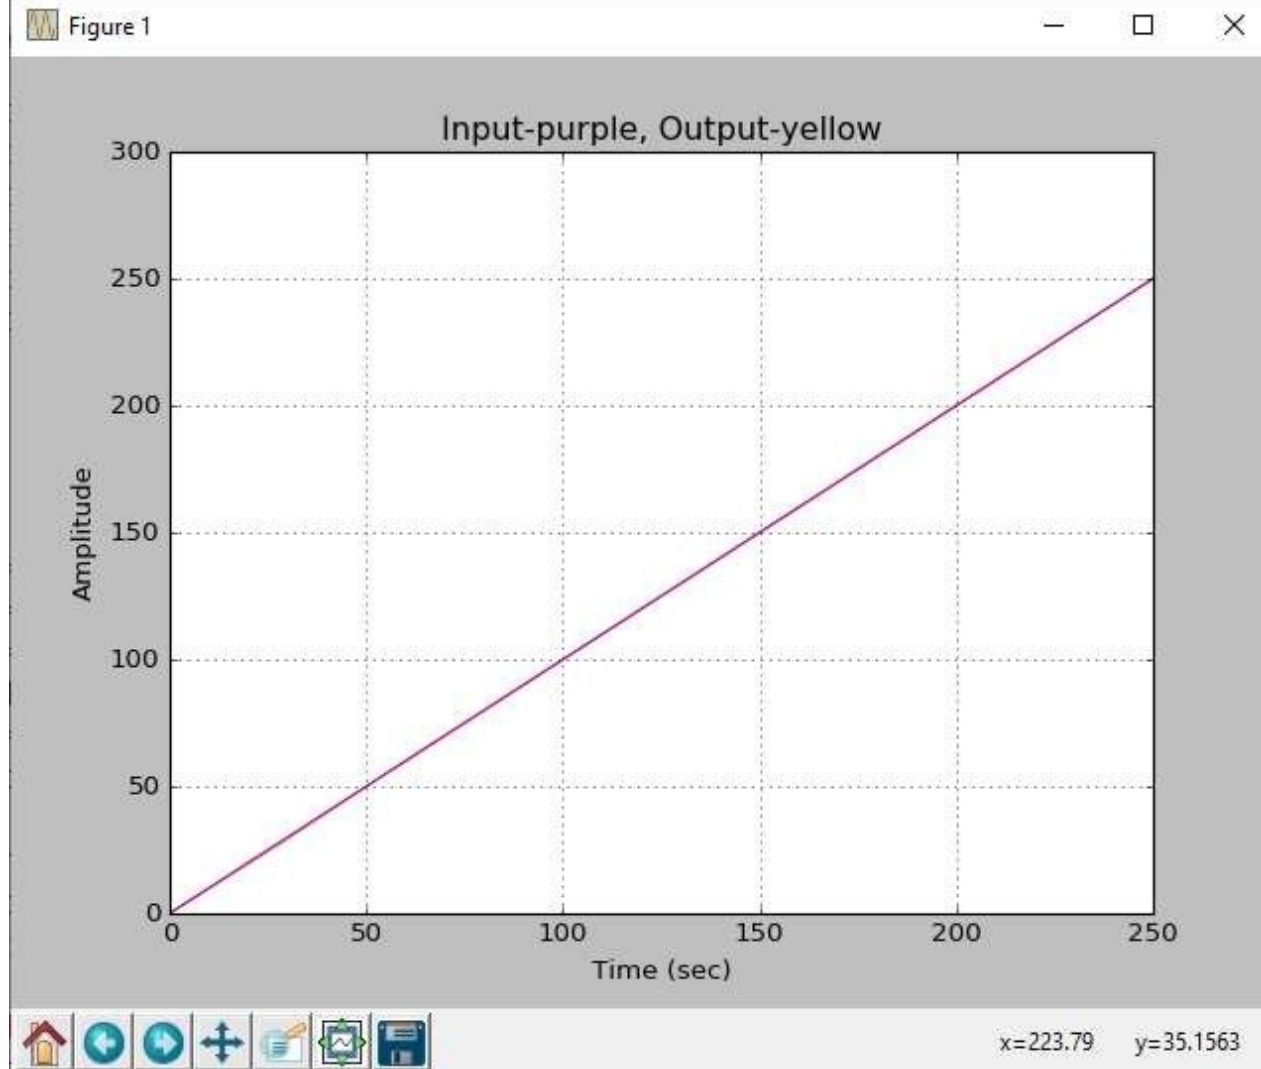 Figure 1
Input-purple, Output-yellow
300
250
200
150
100
50
0
Amplitude
0 50 100 150 200 250
Time (sec)
x=223.79 y=35.1563